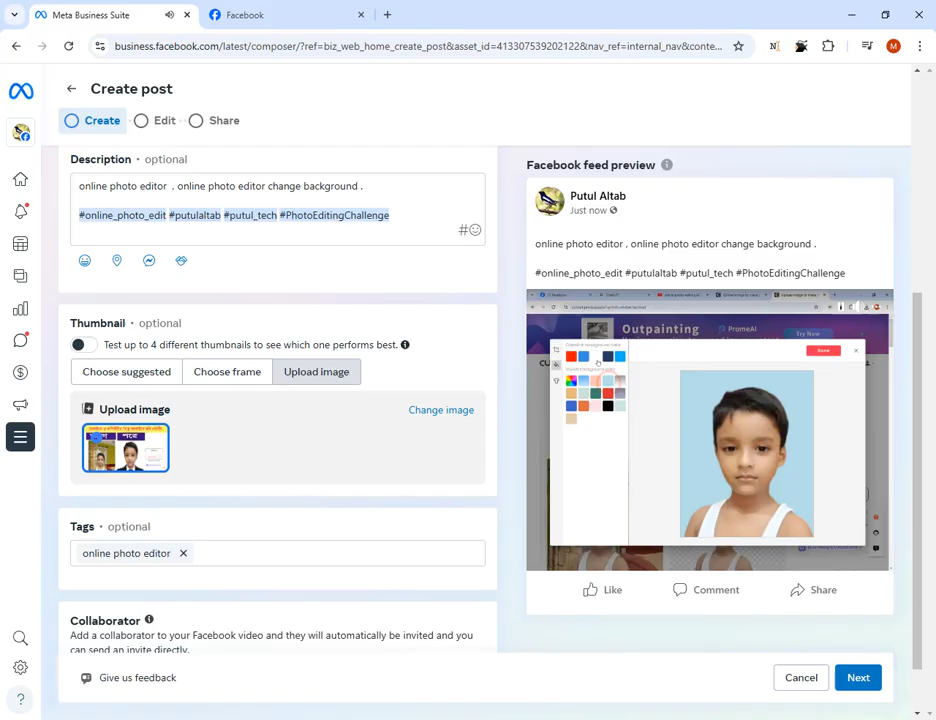 Meta Business Suite
Facebook
business.facebook.com/latest/composer/?ref=biz_web_home_create_post&asset_id=413307539202122&nav_ref=internal_nav&conte...
M
Create post
Create
Edit
Share
Description • optional
online photo editor , online photo editor change background .
#online_photo_edit #putulaltab #putul_tech #PhotoEditingChallenge
Thumbnail • optional
Test up to 4 different thumbnails to see which one performs best.
Choose suggested
Choose frame
Upload image
Upload image
Change image
Tags • optional
online photo editor
Collaborator
Add a collaborator to your Facebook video and they will automatically be invited and you
can send an invite directly.
Give us feedback
Cancel
Next
Facebook feed preview
Putul Altab
Just now
online photo editor , online photo editor change background .
#online_photo_edit #putulaltab #putul_tech #PhotoEditingChallenge
Outpainting
PromeAI
Try Now
Like
Comment
Share